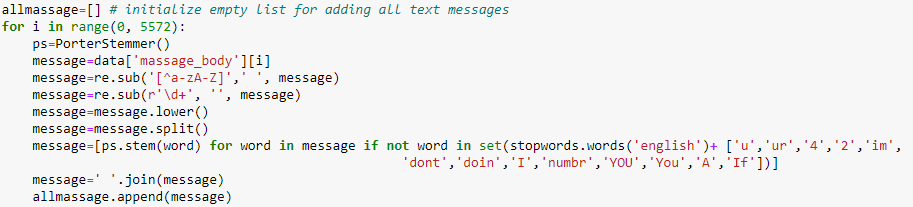 allmassage=[] # initialize empty list for adding all text messages
for i in range(0, 5572):
    ps=PorterStemmer()
    message=data['massage_body'][i]
    message=re.sub('[^a-zA-Z]',' ', message)
    message=re.sub(r'\d+', '', message)
    message=message.lower()
    message=message.split()
    message=[ps.stem(word) for word in message if not word in set(stopwords.words('english')+ ['u','ur','4','2','im',
                                                  'dont','doin','I','numbr','YOU','You','A','If'])]
    message=' '.join(message)
    allmassage.append(message)